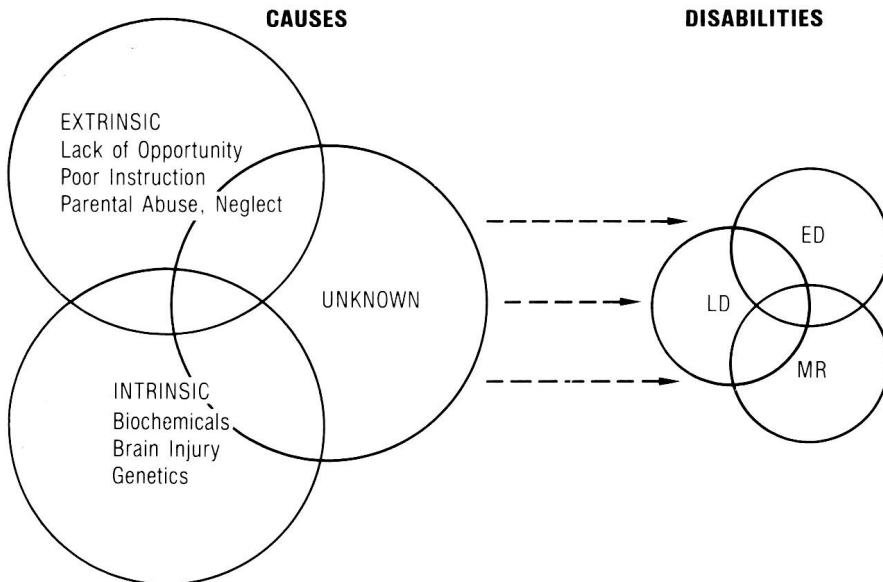 CAUSES
DISABILITIES
EXTRINSIC
Lack of Opportunity
Poor Instruction
Parental Abuse, Neglect
UNKNOWN
INTRINSIC
Biochemicals
Brain Injury
Genetics
ED
LD
MR